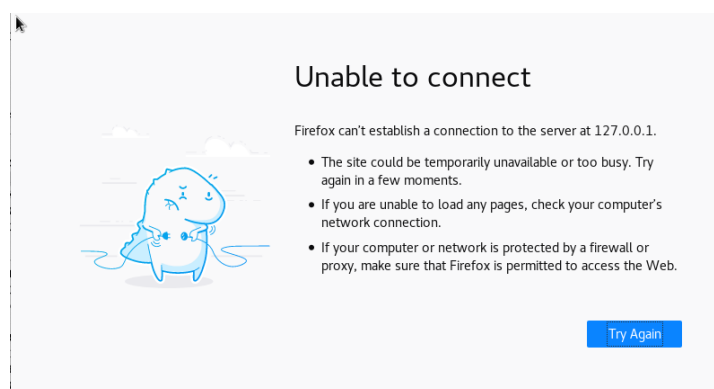 Unable to connect
Firefox can't establish a connection to the server at 127.0.0.1.
• The site could be temporarily unavailable or too busy. Try
again in a few moments.
• If you are unable to load any pages, check your computer's
network connection.
• If your computer or network is protected by a firewall or
proxy, make sure that Firefox is permitted to access the Web.
Try Again